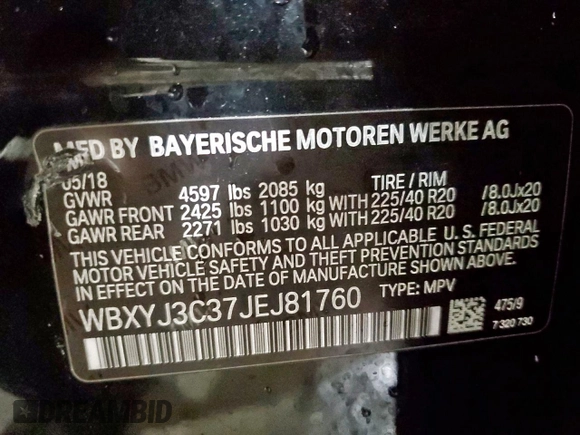 MFD BY BAYERISCHE MOTOREN WERKE AG
05/18
GVWR 4597 lbs 2085 kg TIRE / RIM
GAWR FRONT 2425 lbs 1100 kg WITH 225/40 R20 /8.0Jx20
GAWR REAR 2271 lbs 1030 kg WITH 225/40 R20 /8.0Jx20
THIS VEHICLE CONFORMS TO ALL APPLICABLE U.S. FEDERAL
MOTOR VEHICLE SAFETY AND THEFT PREVENTION STANDARDS
IN EFFECT ON THE DATE OF MANUFACTURE SHOWN ABOVE.
WBXYJ3C37JEJ81760 TYPE: MPV
475/9
7 320 730
DREAMBID